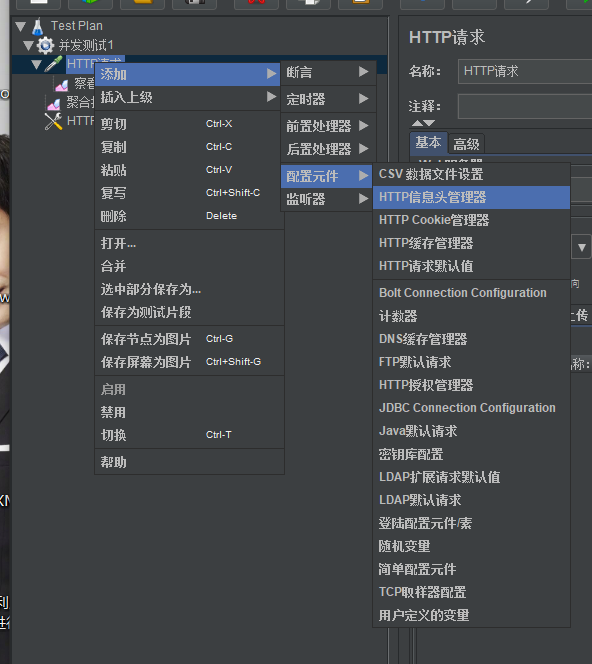 Test Plan
并发测试1
HTTP请求
察看
聚合
HTTP
添加
插入上级
剪切 Ctrl-X
复制 Ctrl-C
粘贴 Ctrl-V
复写 Ctrl+Shift-C
删除 Delete
打开...
合并
选中部分保存为...
保存为测试片段
保存节点为图片 Ctrl-G
保存屏幕为图片 Ctrl+Shift-G
启用
禁用
切换 Ctrl-T
帮助
断言
定时器
前置处理器
后置处理器
配置元件
监听器
CSV 数据文件设置
HTTP信息头管理器
HTTP Cookie管理器
HTTP缓存管理器
HTTP请求默认值
Bolt Connection Configuration
计数器
DNS缓存管理器
FTP默认请求
HTTP授权管理器
JDBC Connection Configuration
Java默认请求
密钥库配置
LDAP扩展请求默认值
LDAP默认请求
登陆配置元件/素
随机变量
简单配置元件
TCP取样器配置
用户定义的变量
HTTP请求
名称: HTTP请求
注释:
基本 高级
向
上传
名称: